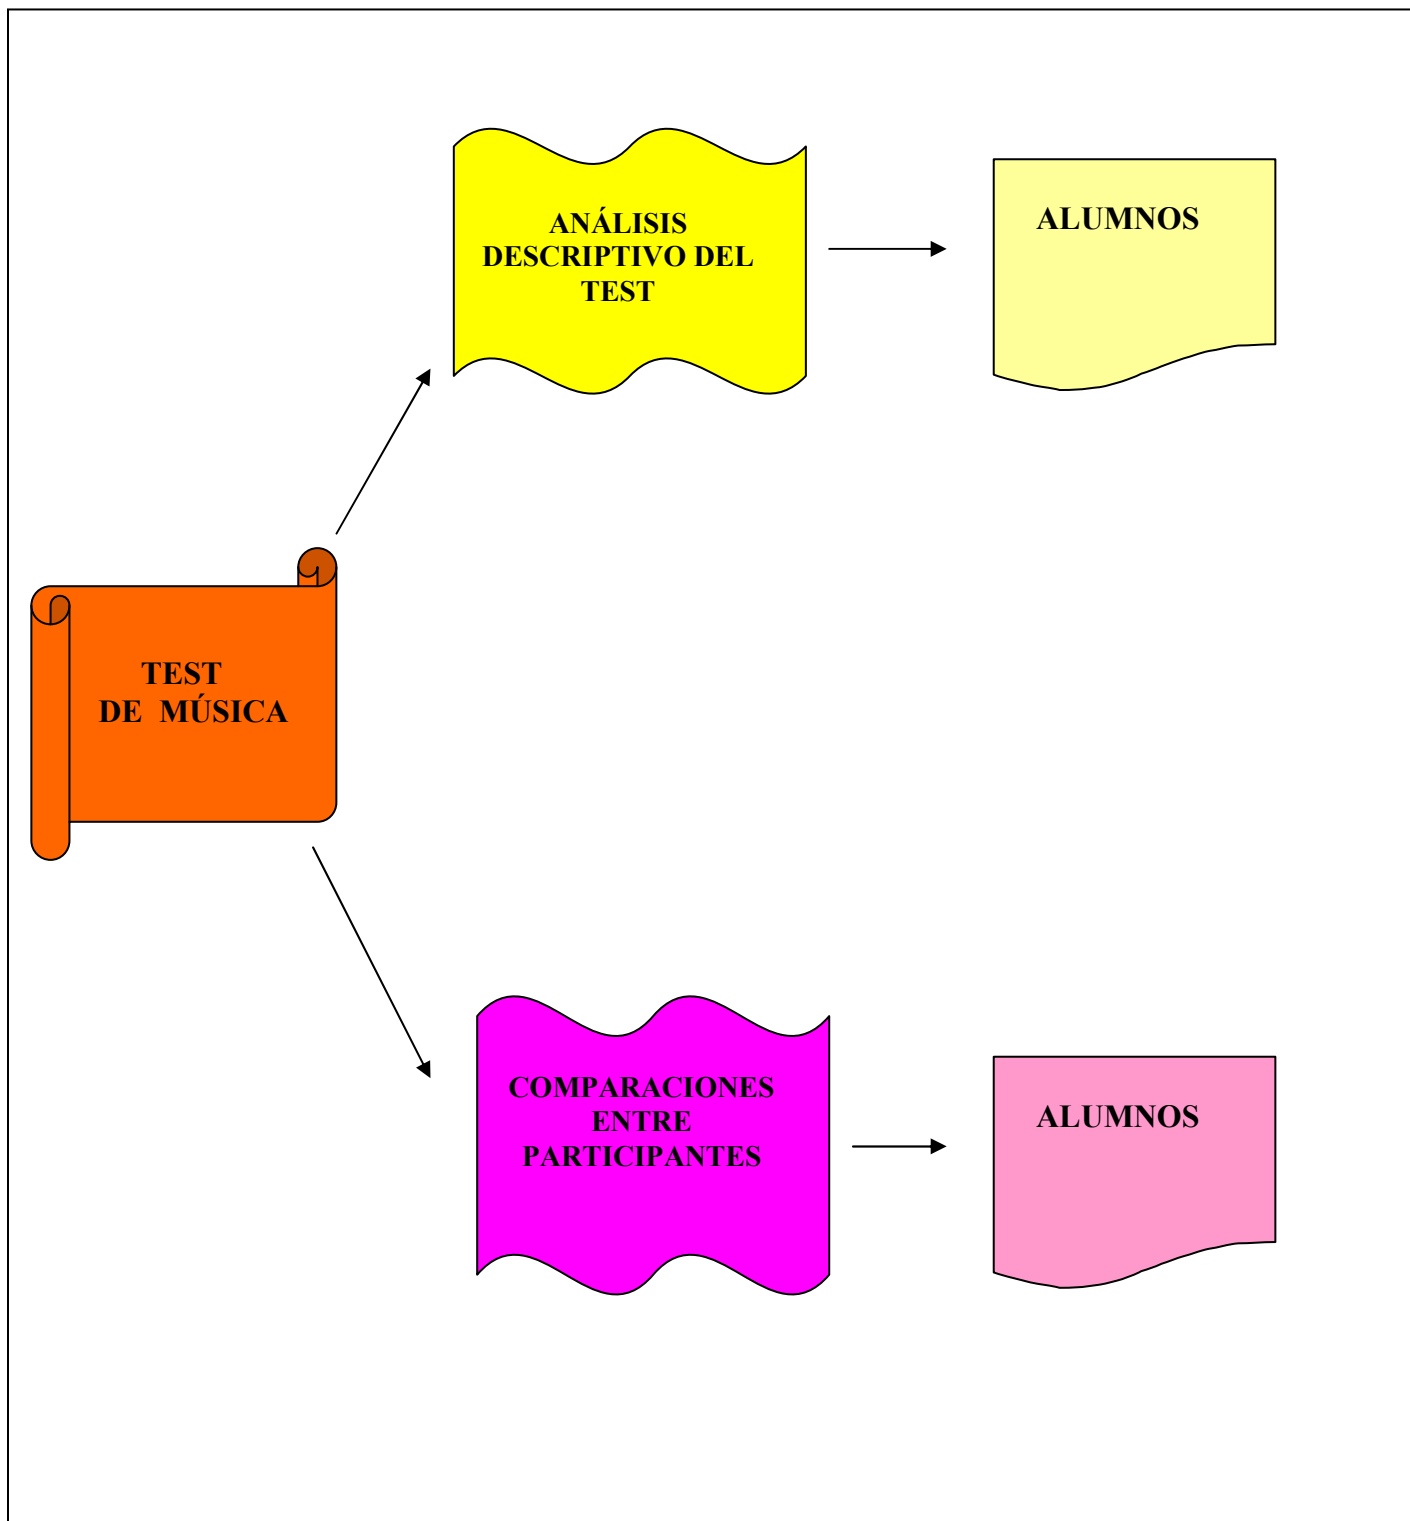 ANÁLISIS
DESCRIPTIVO DEL
TEST
ALUMNOS
TEST
DE MÚSICA
COMPARACIONES
ENTRE
PARTICIPANTES
ALUMNOS